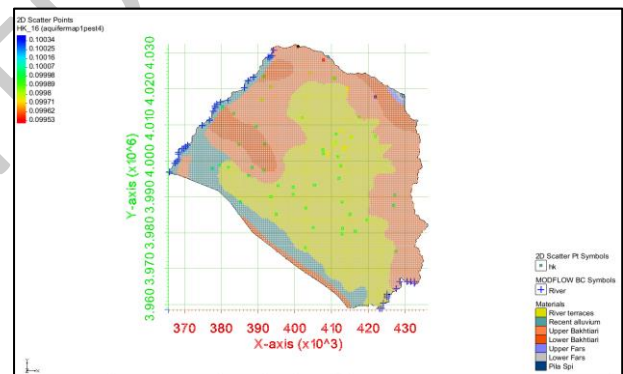 2D Scatter Points
HK_16 (aquifermap1pest4)
0.10034
0.10025
0.10016
0.10007
0.09998
0.09989
0.0998
0.09971
0.09962
0.09953
Y-axis (x10^6)
4.030
4.020
4.010
4.000
3.990
3.980
3.970
3.960
370 380 390 400 410 420 430
X-axis (x10^3)
2D Scatter Pt Symbols
hk
MODFLOW BC Symbols
River
Materials
River terraces
Recent alluvium
Upper Bakhtiari
Lower Bakhtiari
Upper Fars
Lower Fars
Pila Spi